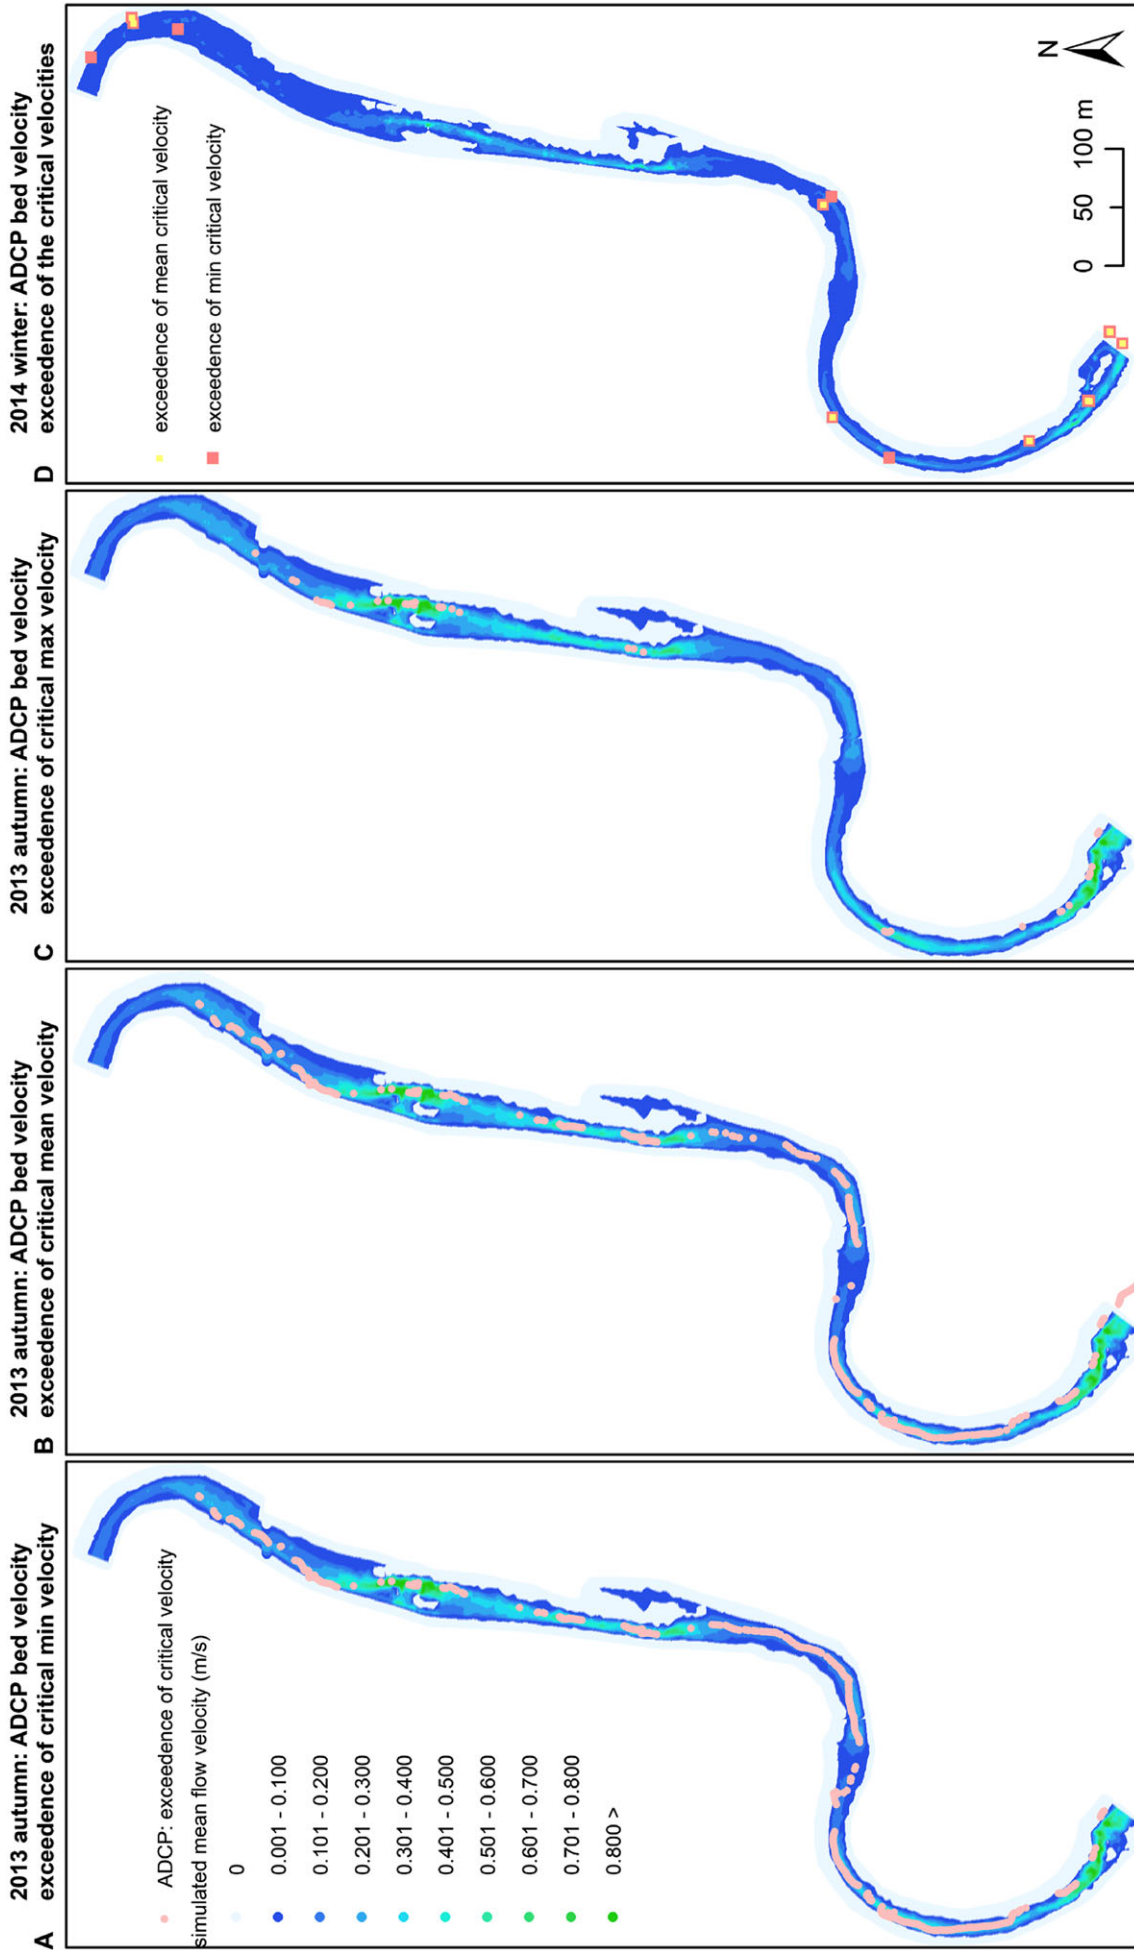 A
2013 autumn: ADCP bed velocity
exceedence of critical min velocity
ADCP: exceedence of critical velocity
simulated mean flow velocity (m/s)
0
0.001 - 0.100
0.101 - 0.200
0.201 - 0.300
0.301 - 0.400
0.401 - 0.500
0.501 - 0.600
0.601 - 0.700
0.701 - 0.800
0.800 >
B
2013 autumn: ADCP bed velocity
exceedence of critical mean velocity
C
2013 autumn: ADCP bed velocity
exceedence of critical max velocity
D
2014 winter: ADCP bed velocity
exceedence of the critical velocities
exceedence of mean critical velocity
exceedence of min critical velocity
N
0 50 100 m